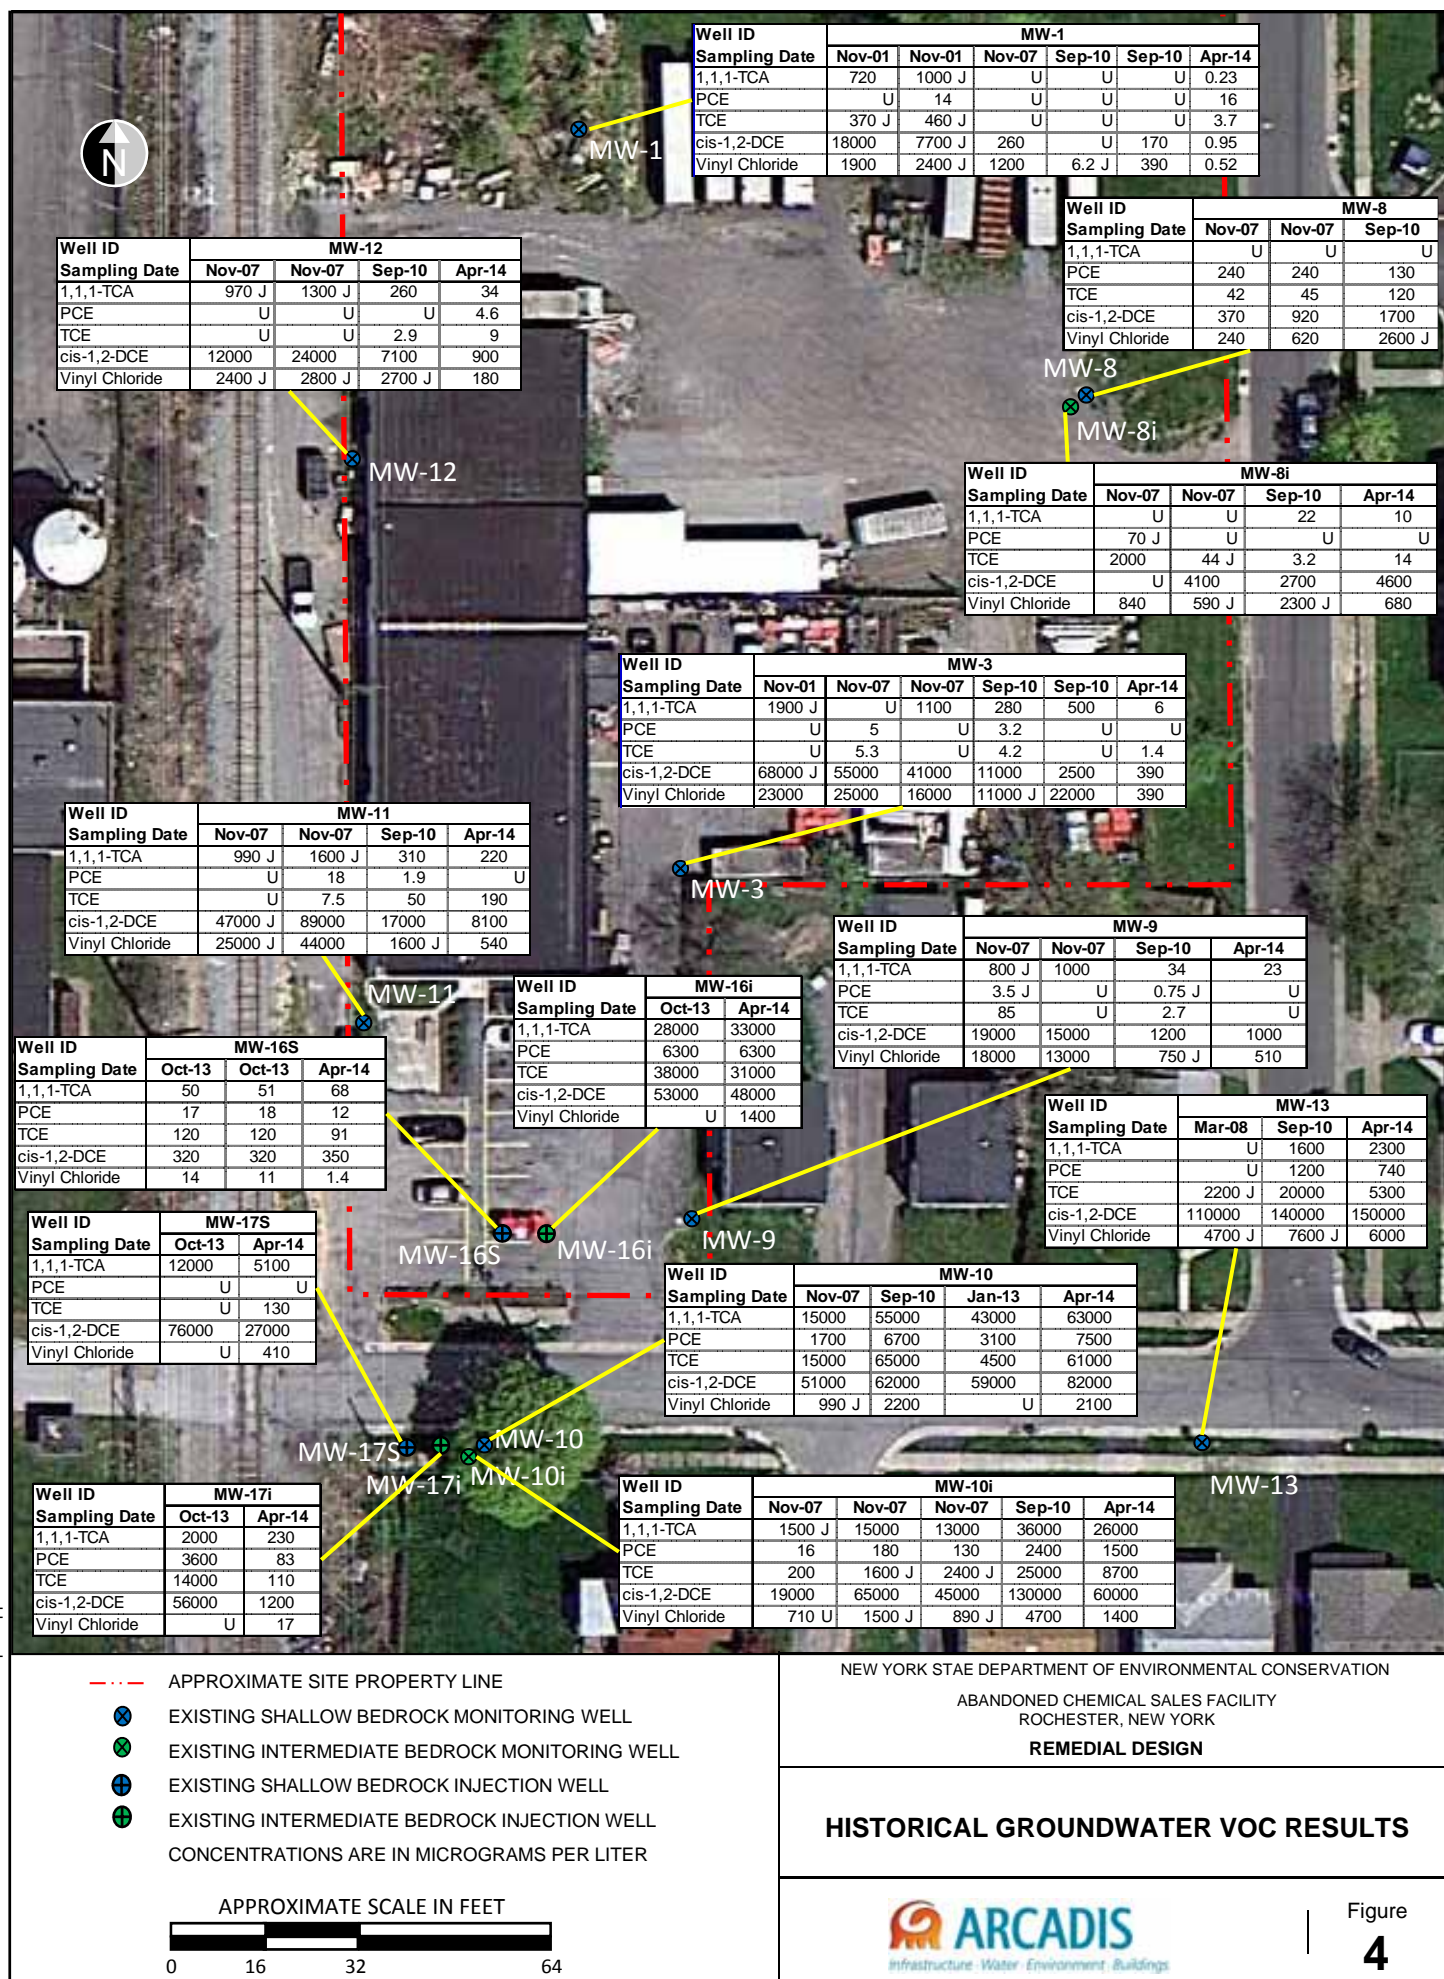 Well ID MW-1
Sampling Date Nov-01 Nov-01 Nov-07 Sep-10 Sep-10 Apr-14
1,1,1-TCA 720 1000 J U U U 0.23
PCE U 14 U U U 16
TCE 370 J 460 J U U U 3.7
cis-1,2-DCE 18000 7700 J 260 U 170 0.95
Vinyl Chloride 1900 2400 J 1200 6.2 J 390 0.52
N
MW-1
Well ID MW-8
Sampling Date Nov-07 Nov-07 Sep-10
1,1,1-TCA U U U
PCE 240 240 130
TCE 42 45 120
cis-1,2-DCE 370 920 1700
Vinyl Chloride 240 620 2600 J
Well ID MW-12
Sampling Date Nov-07 Nov-07 Sep-10 Apr-14
1,1,1-TCA 970 J 1300 J 260 34
PCE U U U 4.6
TCE U U 2.9 9
cis-1,2-DCE 12000 24000 7100 900
Vinyl Chloride 2400 J 2800 J 2700 J 180
MW-8
MW-8i
MW-12
Well ID MW-8i
Sampling Date Nov-07 Nov-07 Sep-10 Apr-14
1,1,1-TCA U U 22 10
PCE 70 J U U U
TCE 2000 44 J 3.2 14
cis-1,2-DCE U 4100 2700 4600
Vinyl Chloride 840 590 J 2300 J 680
Well ID MW-3
Sampling Date Nov-01 Nov-07 Nov-07 Sep-10 Sep-10 Apr-14
1,1,1-TCA 1900 J U 1100 280 500 6
PCE U 5 U 3.2 U U
TCE U 5.3 U 4.2 U 1.4
cis-1,2-DCE 68000 J 55000 41000 11000 2500 390
Vinyl Chloride 23000 25000 16000 11000 J 22000 390
Well ID MW-11
Sampling Date Nov-07 Nov-07 Sep-10 Apr-14
1,1,1-TCA 990 J 1600 J 310 220
PCE U 18 1.9 U
TCE U 7.5 50 190
cis-1,2-DCE 47000 J 89000 17000 8100
Vinyl Chloride 25000 J 44000 1600 J 540
MW-3
Well ID MW-9
Sampling Date Nov-07 Nov-07 Sep-10 Apr-14
1,1,1-TCA 800 J 1000 34 23
PCE 3.5 J U 0.75 J U
TCE 85 U 2.7 U
cis-1,2-DCE 19000 15000 1200 1000
Vinyl Chloride 18000 13000 750 J 510
MW-11
Well ID MW-16i
Sampling Date Oct-13 Apr-14
1,1,1-TCA 28000 33000
PCE 6300 6300
TCE 38000 31000
cis-1,2-DCE 53000 48000
Vinyl Chloride U 1400
Well ID MW-16S
Sampling Date Oct-13 Oct-13 Apr-14
1,1,1-TCA 50 51 68
PCE 17 18 12
TCE 120 120 91
cis-1,2-DCE 320 320 350
Vinyl Chloride 14 11 1.4
Well ID MW-13
Sampling Date Mar-08 Sep-10 Apr-14
1,1,1-TCA U 1600 2300
PCE U 1200 740
TCE 2200 J 20000 5300
cis-1,2-DCE 110000 140000 150000
Vinyl Chloride 4700 J 7600 J 6000
Well ID MW-17S
Sampling Date Oct-13 Apr-14
1,1,1-TCA 12000 5100
PCE U U
TCE U 130
cis-1,2-DCE 76000 27000
Vinyl Chloride U 410
MW-16S
MW-16i
MW-9
Well ID MW-10
Sampling Date Nov-07 Sep-10 Jan-13 Apr-14
1,1,1-TCA 15000 55000 43000 63000
PCE 1700 6700 3100 7500
TCE 15000 65000 4500 61000
cis-1,2-DCE 51000 62000 59000 82000
Vinyl Chloride 990 J 2200 U 2100
MW-17S
MW-10
MW-17i
MW-10i
MW-13
Well ID MW-17i
Sampling Date Oct-13 Apr-14
1,1,1-TCA 2000 230
PCE 3600 83
TCE 14000 110
cis-1,2-DCE 56000 1200
Vinyl Chloride U 17
Well ID MW-10i
Sampling Date Nov-07 Nov-07 Nov-07 Sep-10 Apr-14
1,1,1-TCA 1500 J 15000 13000 36000 26000
PCE 16 180 130 2400 1500
TCE 200 1600 J 2400 J 25000 8700
cis-1,2-DCE 19000 65000 45000 130000 60000
Vinyl Chloride 710 U 1500 J 890 J 4700 1400
APPROXIMATE SITE PROPERTY LINE
EXISTING SHALLOW BEDROCK MONITORING WELL
EXISTING INTERMEDIATE BEDROCK MONITORING WELL
EXISTING SHALLOW BEDROCK INJECTION WELL
EXISTING INTERMEDIATE BEDROCK INJECTION WELL
CONCENTRATIONS ARE IN MICROGRAMS PER LITER
APPROXIMATE SCALE IN FEET
0 16 32 64
NEW YORK STAE DEPARTMENT OF ENVIRONMENTAL CONSERVATION
ABANDONED CHEMICAL SALES FACILITY
ROCHESTER, NEW YORK
REMEDIAL DESIGN
HISTORICAL GROUNDWATER VOC RESULTS
ARCADIS
Infrastructure · Water · Environment · Buildings
Figure
4